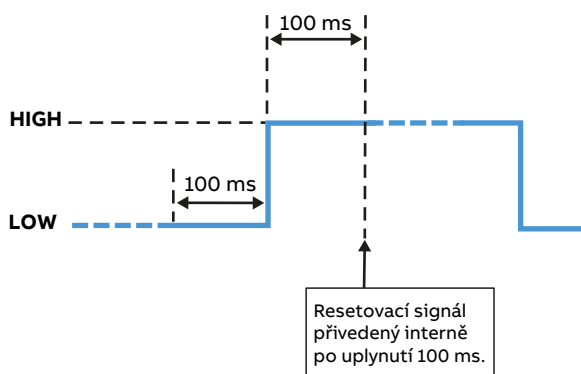 100 ms
HIGH
100 ms
LOW
Resetovací signál
přivedený interně
po uplynutí 100 ms.